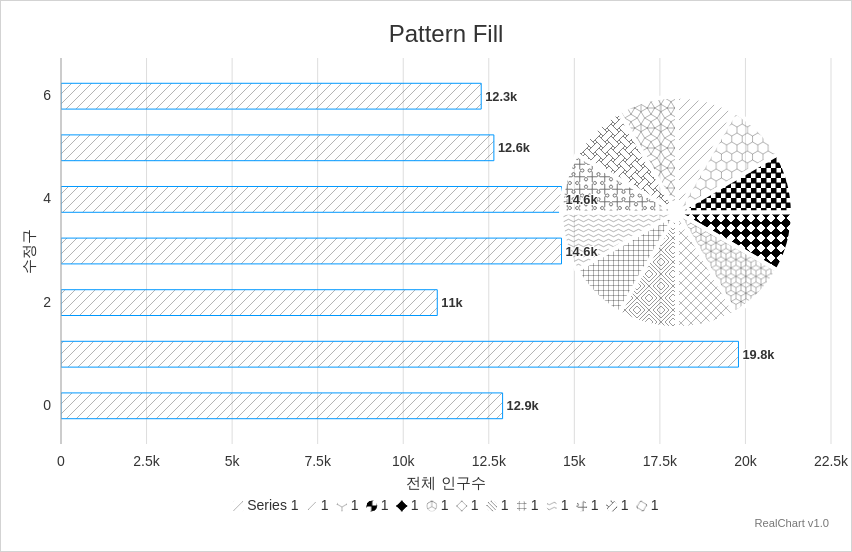 Pattern Fill
6
12.3k
12.6k
4
14.6k
수정구
14.6k
2
11k
19.8k
0
12.9k
0 2.5k 5k 7.5k 10k 12.5k 15k 17.5k 20k 22.5k
전체 인구수
Series 1 1 1 1 1 1 1 1 1 1 1 1 1
RealChart v1.0